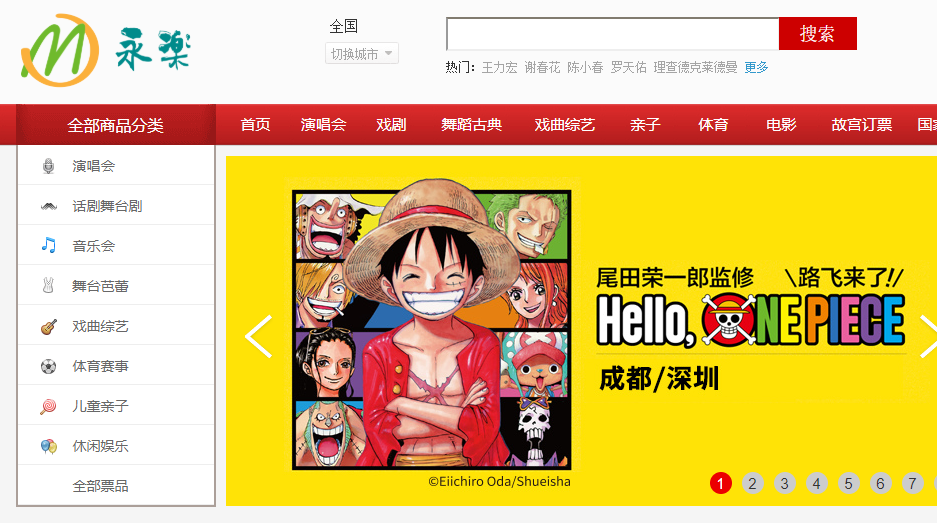 永楽
全国
切换城市
搜索
热门：王力宏 谢春花 陈小春 罗天佑 理查德克莱德曼 更多
全部商品分类 首页 演唱会 戏剧 舞蹈古典 戏曲综艺 亲子 体育 电影 故宫订票 国家
演唱会
话剧舞台剧
音乐会
舞台芭蕾
戏曲综艺
体育赛事
儿童亲子
休闲娱乐
全部票品
尾田荣一郎监修 \路飞来了!!/
Hello, ONE PIECE
成都/深圳
©Eiichiro Oda/Shueisha
1 2 3 4 5 6 7